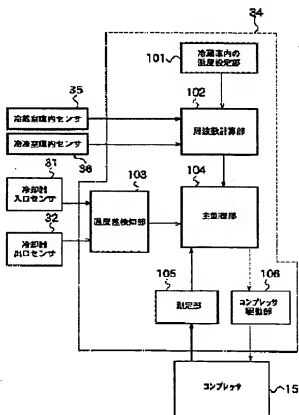 34
101
冷蔵室内の
温度設定部
35
冷蔵室庫内センサ
102
周波数計算部
冷凍室庫内センサ
36
31
冷却器
入口センサ
103
温度差検知部
104
主制御部
32
冷却器
出口センサ
105
106
コンプレッサ
駆動部
コンプレッサ
15